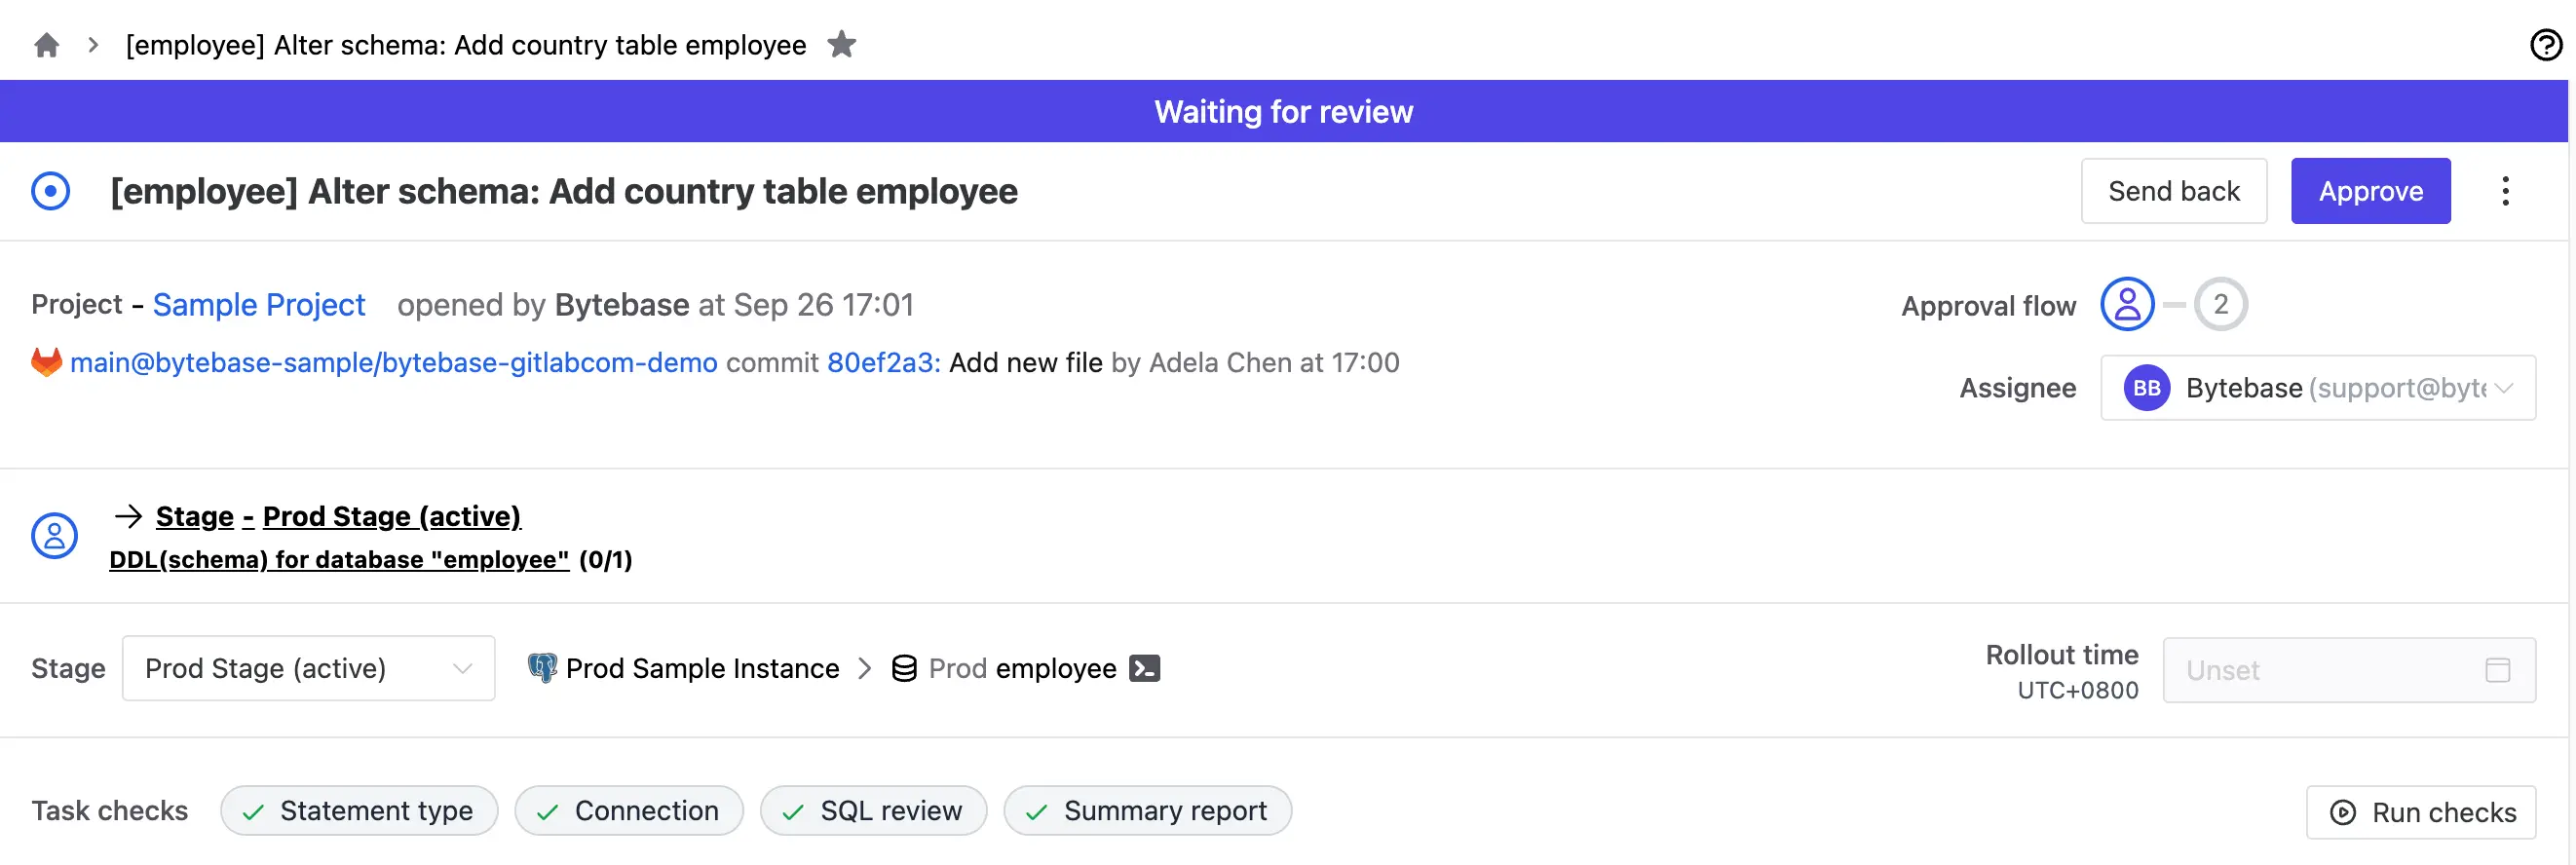 [employee] Alter schema: Add country table employee
Waiting for review
[employee] Alter schema: Add country table employee
Send back
Approve
Project - Sample Project opened by Bytebase at Sep 26 17:01
Approval flow 2
main@bytebase-sample/bytebase-gitlabcom-demo commit 80ef2a3: Add new file by Adela Chen at 17:00
Assignee BB Bytebase (support@byte
Stage - Prod Stage (active)
DDL(schema) for database "employee" (0/1)
Stage Prod Stage (active) Prod Sample Instance Prod employee
Rollout time Unset
UTC+0800
Task checks Statement type Connection SQL review Summary report Run checks